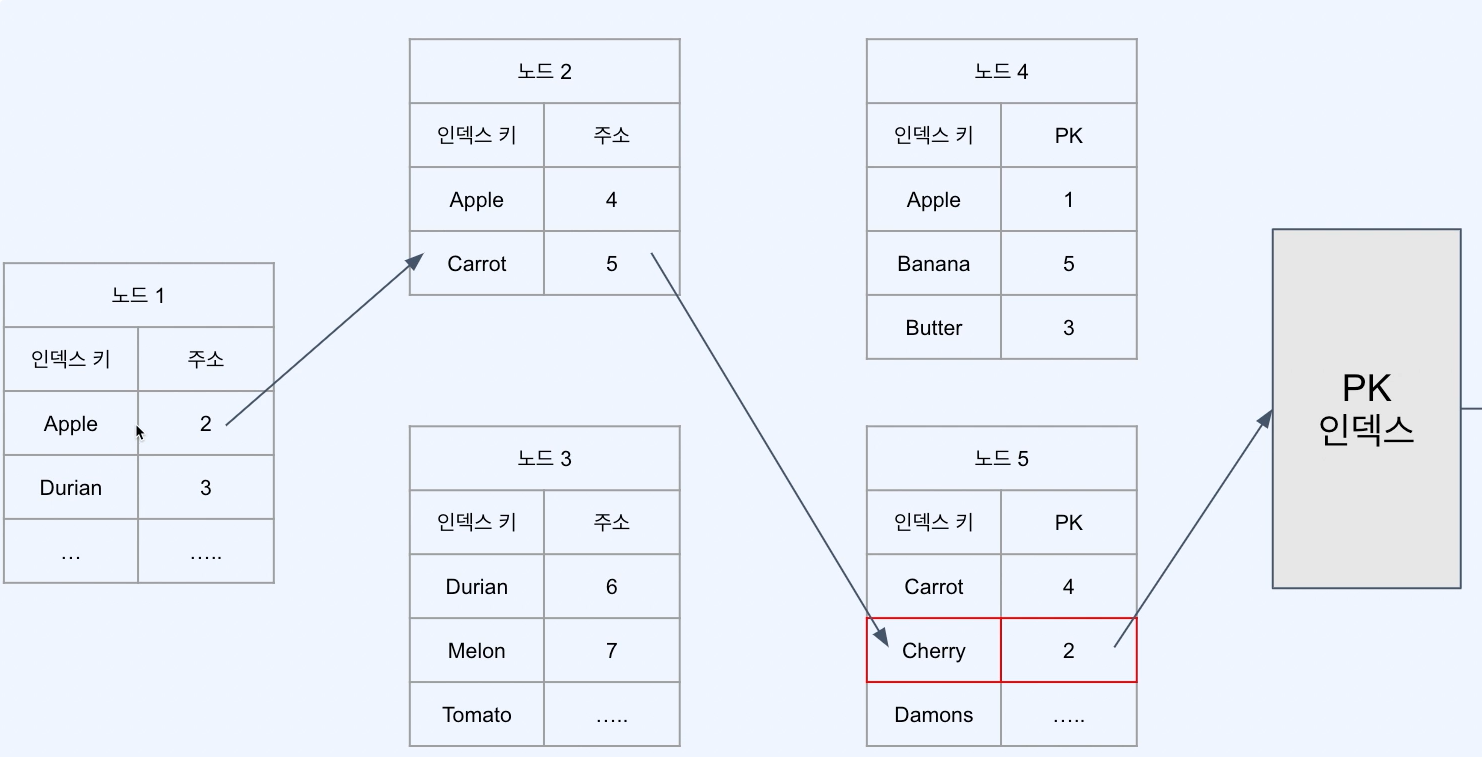 노드 1
인덱스 키 주소
Apple 2
Durian 3
… …..
노드 2
인덱스 키 주소
Apple 4
Carrot 5
노드 3
인덱스 키 주소
Durian 6
Melon 7
Tomato …..
노드 4
인덱스 키 PK
Apple 1
Banana 5
Butter 3
노드 5
인덱스 키 PK
Carrot 4
Cherry 2
Damons …..
PK
인덱스